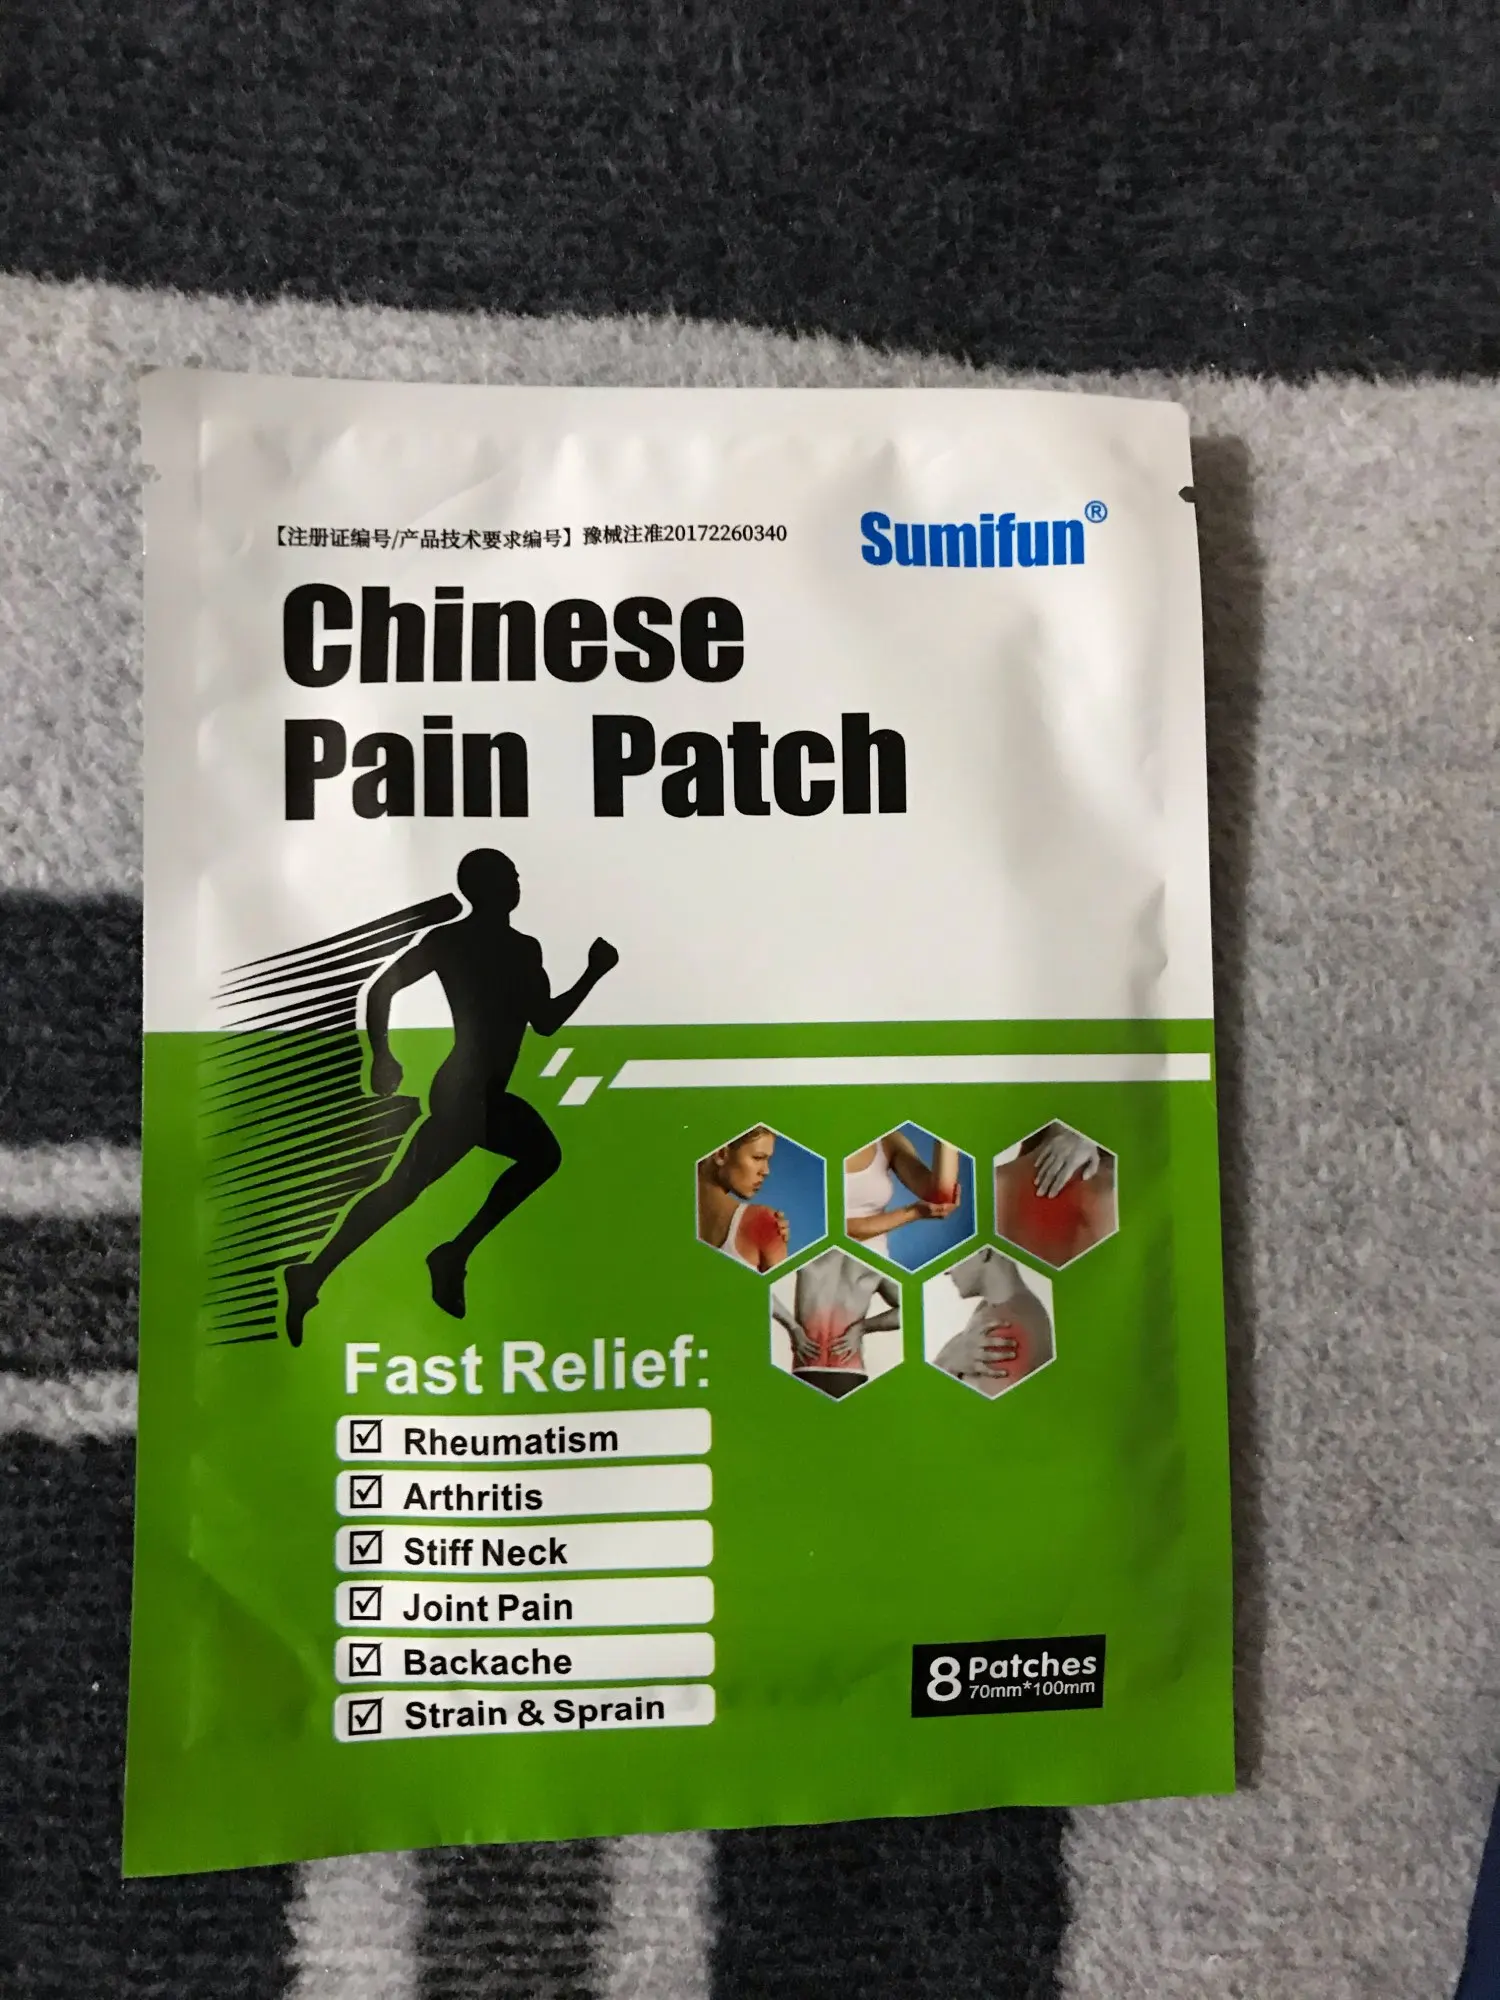 【注册证编号/产品技术要求编号】豫械注准20172260340
Sumifun®
Chinese
Pain Patch
Fast Relief:
☑ Rheumatism
☑ Arthritis
☑ Stiff Neck
☑ Joint Pain
☑ Backache
☑ Strain & Sprain
8 Patches
70mm*100mm